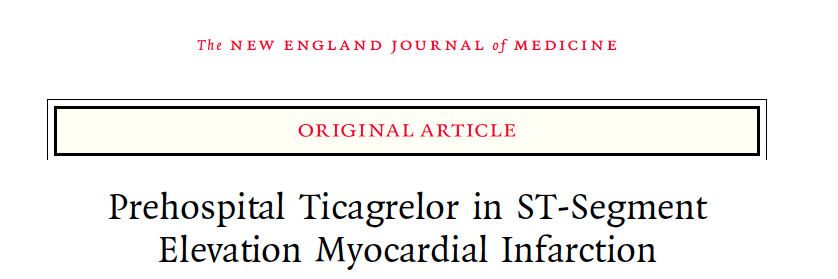 The NEW ENGLAND JOURNAL of MEDICINE
ORIGINAL ARTICLE
Prehospital Ticagrelor in ST-Segment
Elevation Myocardial Infarction